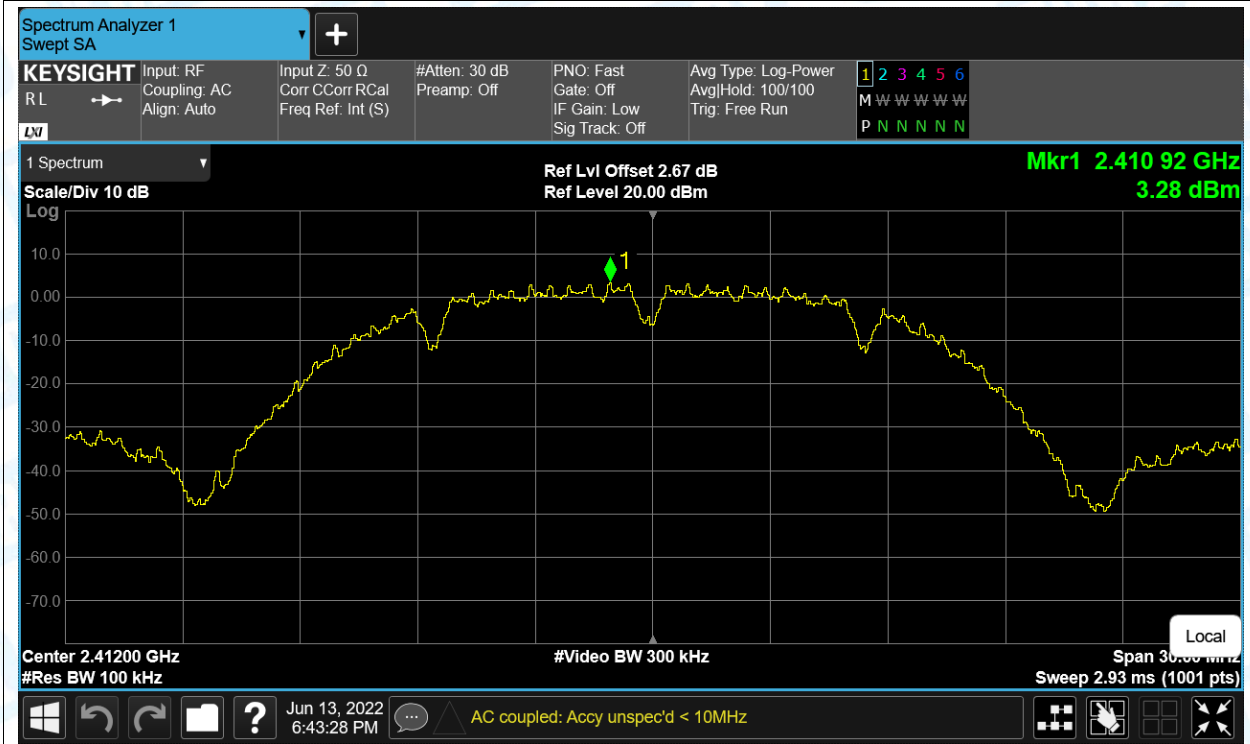 Spectrum Analyzer 1
Swept SA
KEYSIGHT
R L
LXI
Input: RF
Coupling: AC
Align: Auto
Input Z: 50 Ω
Corr CCorr RCal
Freq Ref: Int (S)
#Atten: 30 dB
Preamp: Off
PNO: Fast
Gate: Off
IF Gain: Low
Sig Track: Off
Avg Type: Log-Power
Avg|Hold: 100/100
Trig: Free Run
1 2 3 4 5 6
M W W W W W
P N N N N N
1 Spectrum
Scale/Div 10 dB
Log
Ref Lvl Offset 2.67 dB
Ref Level 20.00 dBm
Mkr1 2.410 92 GHz
3.28 dBm
1
10.0
0.00
-10.0
-20.0
-30.0
-40.0
-50.0
-60.0
-70.0
Local
Center 2.41200 GHz
#Res BW 100 kHz
#Video BW 300 kHz
Span 30.00 MHz
Sweep 2.93 ms (1001 pts)
?
Jun 13, 2022
6:43:28 PM
AC coupled: Accy unspec'd < 10MHz